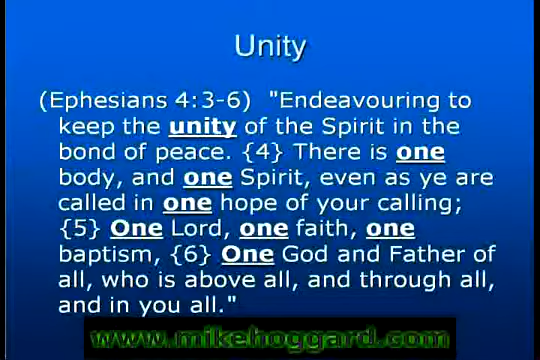 Unity
(Ephesians 4:3-6)  "Endeavouring to
keep the unity of the Spirit in the
bond of peace. {4} There is one
body, and one Spirit, even as ye are
called in one hope of your calling;
{5} One Lord, one faith, one
baptism, {6} One God and Father of
all, who is above all, and through all,
and in you all."
www.mikehoggard.com